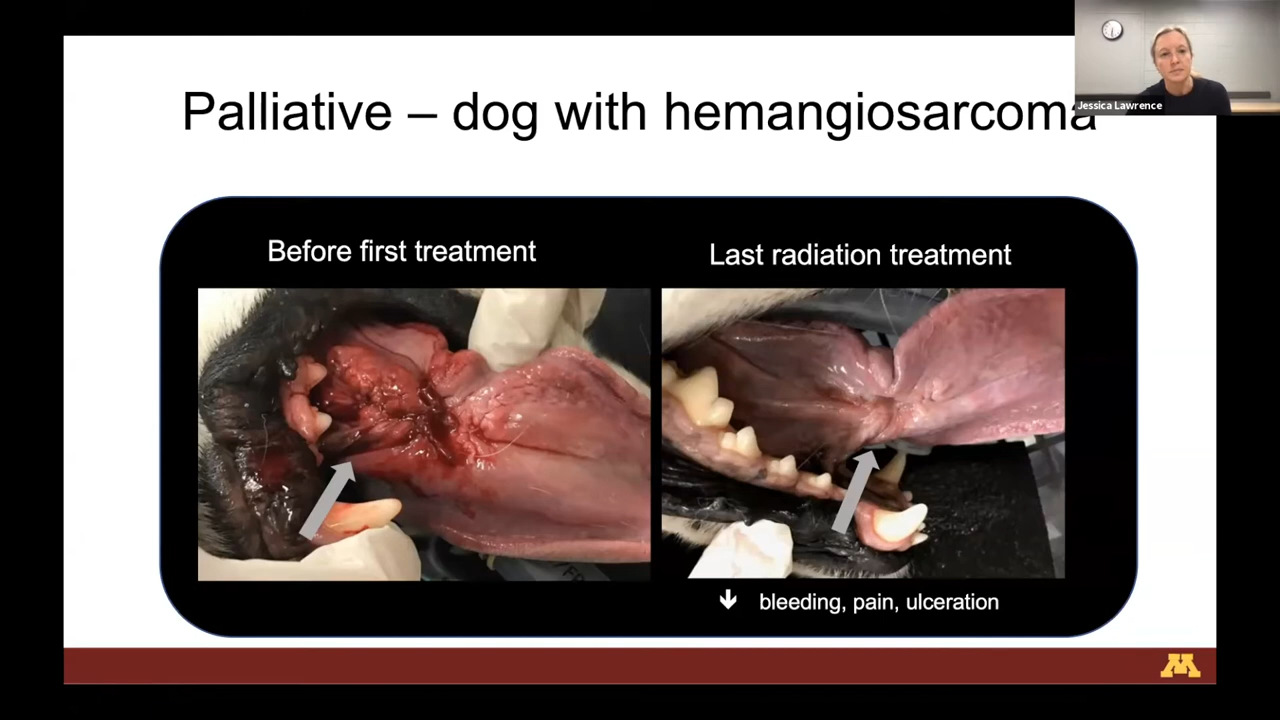 Jessica Lawrence
Palliative – dog with hemangiosarcoma
Before first treatment
Last radiation treatment
🡓 bleeding, pain, ulceration
M